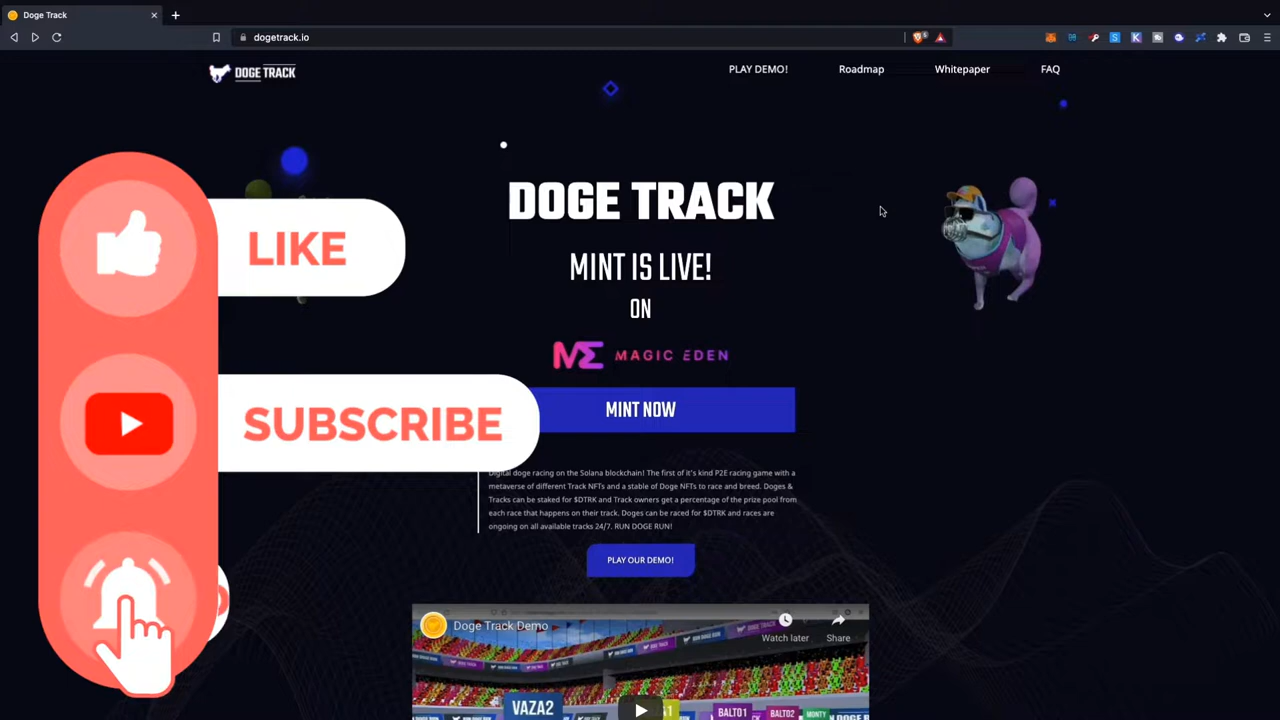 Doge Track
dogetrack.io
DOGE TRACK
PLAY DEMO!
Roadmap
Whitepaper
FAQ
DOGE TRACK
MINT IS LIVE!
ON
ME MAGIC EDEN
MINT NOW
LIKE
SUBSCRIBE
Digital doge racing on the Solana blockchain! The first of it's kind P2E racing game with a
metaverse of different Track NFTs and a stable of Doge NFTs to race and breed. Doges &
Tracks can be staked for $DTRK and Track owners get a percentage of the prize pool from
each race that happens on their track. Doges can be raced for $DTRK and races are
ongoing on all available tracks 24/7. RUN DOGE RUN!
PLAY OUR DEMO!
Doge Track Demo
Watch later
Share
VAZA2
BALTO1
BALTO2
MONTY